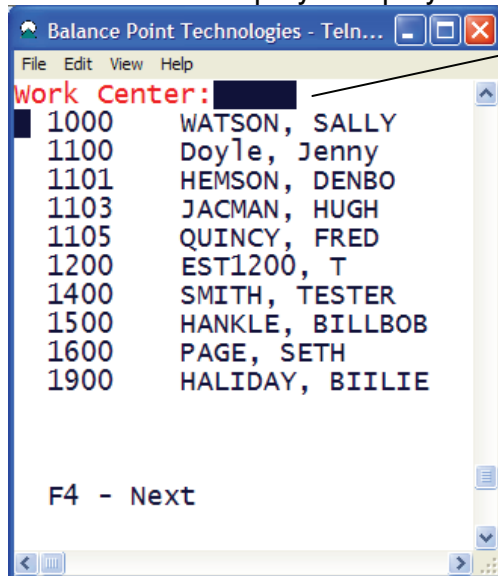 Balance Point Technologies - Teln...
File Edit View Help
Work Center:
1000 WATSON, SALLY
1100 Doyle, Jenny
1101 HEMSON, DENBO
1103 JACMAN, HUGH
1105 QUINCY, FRED
1200 EST1200, T
1400 SMITH, TESTER
1500 HANKLE, BILLBOB
1600 PAGE, SETH
1900 HALIDAY, BIILIE
F4 - Next